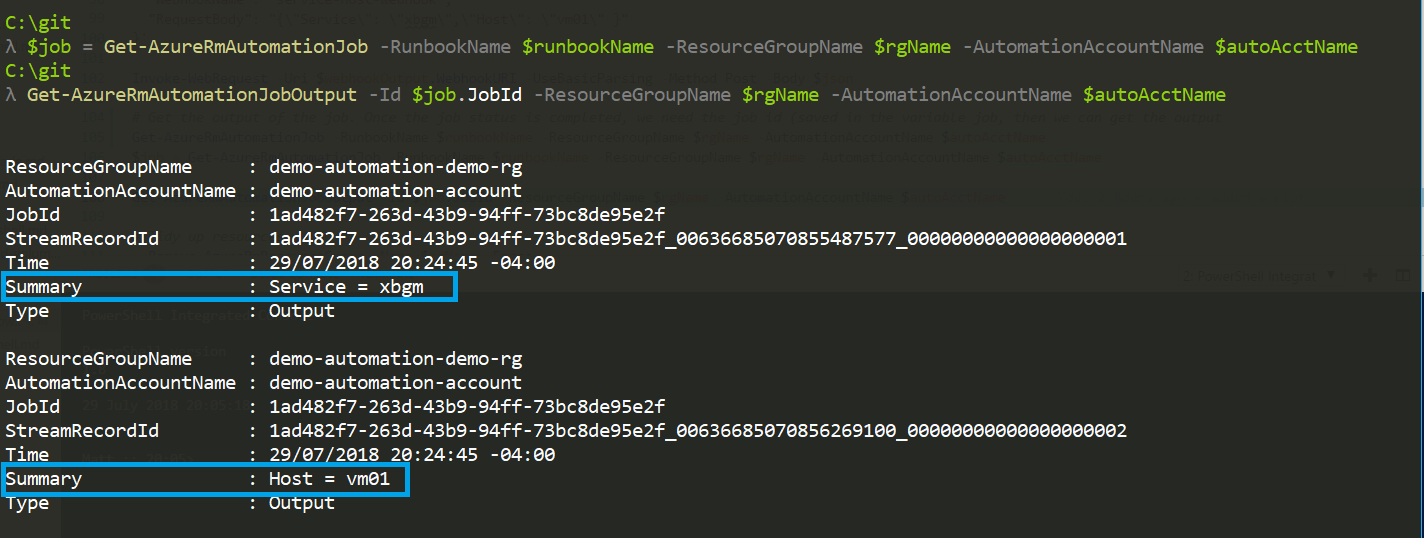 C:\git
λ $job = Get-AzureRmAutomationJob -RunbookName $runbookName -ResourceGroupName $rgName -AutomationAccountName $autoAcctName
C:\git
λ Get-AzureRmAutomationJobOutput -Id $job.JobId -ResourceGroupName $rgName -AutomationAccountName $autoAcctName
ResourceGroupName     : demo-automation-demo-rg
AutomationAccountName : demo-automation-account
JobId                 : 1ad482f7-263d-43b9-94ff-73bc8de95e2f
StreamRecordId        : 1ad482f7-263d-43b9-94ff-73bc8de95e2f_00636685070855487577_00000000000000000001
Time                  : 29/07/2018 20:24:45 -04:00
Summary               : Service = xbgm
Type                  : Output
ResourceGroupName     : demo-automation-demo-rg
AutomationAccountName : demo-automation-account
JobId                 : 1ad482f7-263d-43b9-94ff-73bc8de95e2f
StreamRecordId        : 1ad482f7-263d-43b9-94ff-73bc8de95e2f_00636685070856269100_00000000000000000002
Time                  : 29/07/2018 20:24:45 -04:00
Summary               : Host = vm01
Type                  : Output